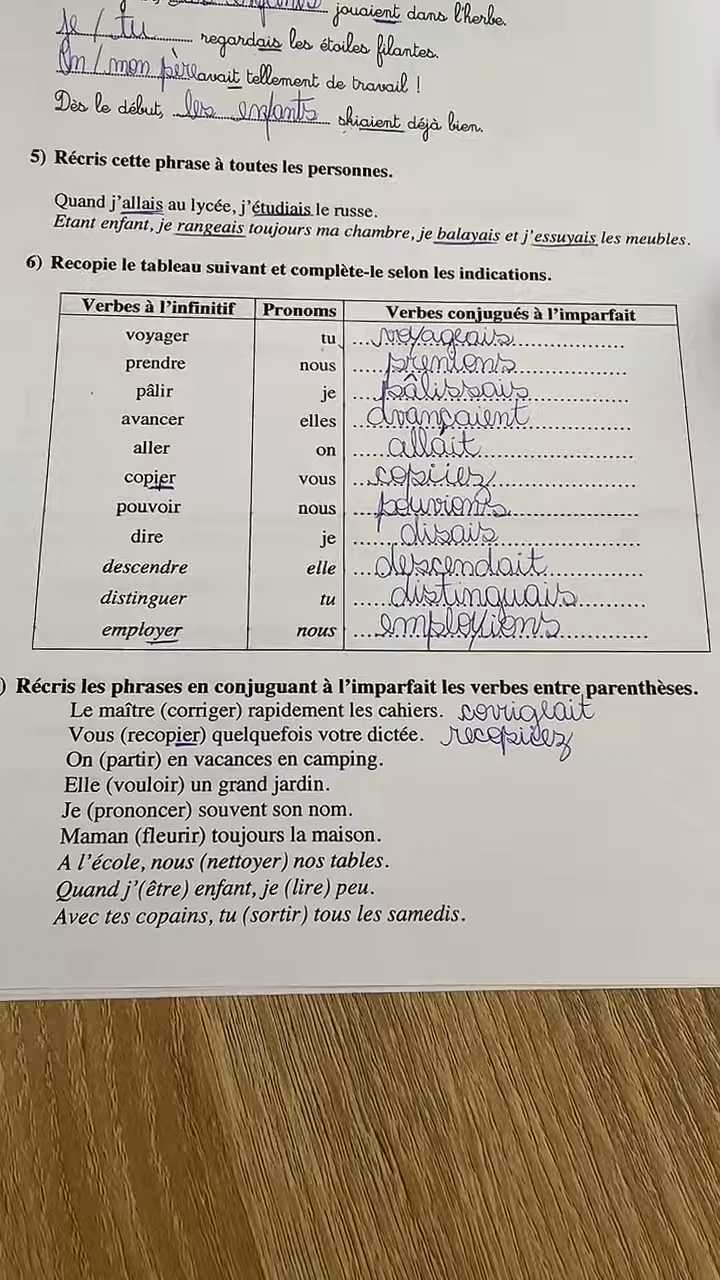 jouaient dans l'herbe.
je / tu regardais les étoiles filantes.
On / mon père avait tellement de travail !
Dès le début, les enfants skiaient déjà bien.
5) Récris cette phrase à toutes les personnes.
Quand j'allais au lycée, j'étudiais le russe.
Etant enfant, je rangeais toujours ma chambre, je balayais et j'essuyais les meubles.
6) Recopie le tableau suivant et complète-le selon les indications.
Verbes à l'infinitif Pronoms Verbes conjugués à l'imparfait
voyager tu voyageais
prendre nous prenions
pâlir je pâlissais
avancer elles avançaient
aller on allait
copier vous copiiez
pouvoir nous pouvions
dire je disais
descendre elle descendait
distinguer tu distinguais
employer nous employions
) Récris les phrases en conjuguant à l'imparfait les verbes entre parenthèses.
Le maître (corriger) rapidement les cahiers. corrigeait
Vous (recopier) quelquefois votre dictée. recopiiez
On (partir) en vacances en camping.
Elle (vouloir) un grand jardin.
Je (prononcer) souvent son nom.
Maman (fleurir) toujours la maison.
A l'école, nous (nettoyer) nos tables.
Quand j'(être) enfant, je (lire) peu.
Avec tes copains, tu (sortir) tous les samedis.